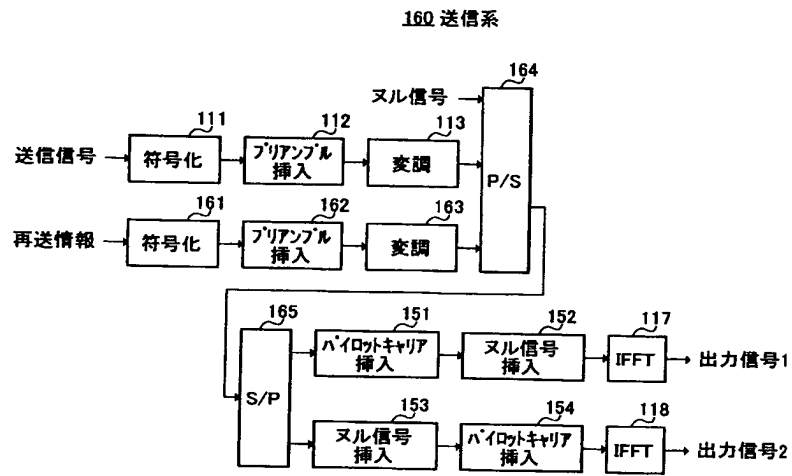 160 送信系
164
ヌル信号
111
112
113
送信信号
符号化
プリアンプル
挿入
変調
P/S
161
162
163
再送情報
符号化
プリアンプル
挿入
変調
165
151
152
117
S/P
パイロットキャリア
挿入
ヌル信号
挿入
IFFT
出力信号1
153
154
118
ヌル信号
挿入
パイロットキャリア
挿入
IFFT
出力信号2